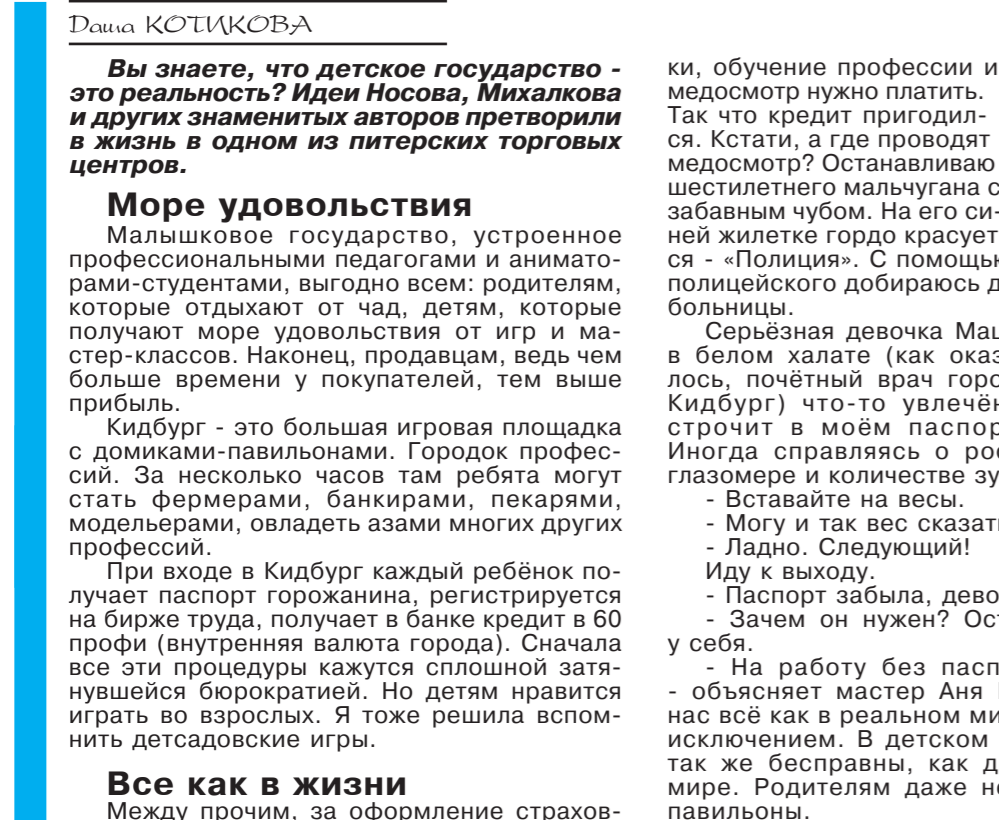 Даша КОТИКОВА
Вы знаете, что детское государство -
это реальность? Идеи Носова, Михалкова
и других знаменитых авторов претворили
в жизнь в одном из питерских торговых
центров.
Море удовольствия
Малышковое государство, устроенное
профессиональными педагогами и анимато-
рами-студентами, выгодно всем: родителям,
которые отдыхают от чад, детям, которые
получают море удовольствия от игр и ма-
стер-классов. Наконец, продавцам, ведь чем
больше времени у покупателей, тем выше
прибыль.
Кидбург - это большая игровая площадка
с домиками-павильонами. Городок профес-
сий. За несколько часов там ребята могут
стать фермерами, банкирами, пекарями,
модельерами, овладеть азами многих других
профессий.
При входе в Кидбург каждый ребёнок по-
лучает паспорт горожанина, регистрируется
на бирже труда, получает в банке кредит в 60
профи (внутренняя валюта города). Сначала
все эти процедуры кажутся сплошной затя-
нувшейся бюрократией. Но детям нравится
играть во взрослых. Я тоже решила вспом-
нить детсадовские игры.
Все как в жизни
Между прочим, за оформление страхов-
ки, обучение профессии и
медосмотр нужно платить.
Так что кредит пригодил-
ся. Кстати, а где проводят
медосмотр? Останавливаю
шестилетнего мальчугана с
забавным чубом. На его си-
ней жилетке гордо красует
ся - «Полиция». С помощью
полицейского добираюсь д
больницы.
Серьёзная девочка Маш
в белом халате (как оказ
лось, почётный врач горо
Кидбург) что-то увлечён
строчит в моём паспор
Иногда справляясь о рос
глазомере и количестве зу
- Вставайте на весы.
- Могу и так вес сказать
- Ладно. Следующий!
Иду к выходу.
- Паспорт забыла, дево
- Зачем он нужен? Ост
у себя.
- На работу без пасп
- объясняет мастер Аня
нас всё как в реальном ми
исключением. В детском
так же бесправны, как д
мире. Родителям даже не
павильоны.